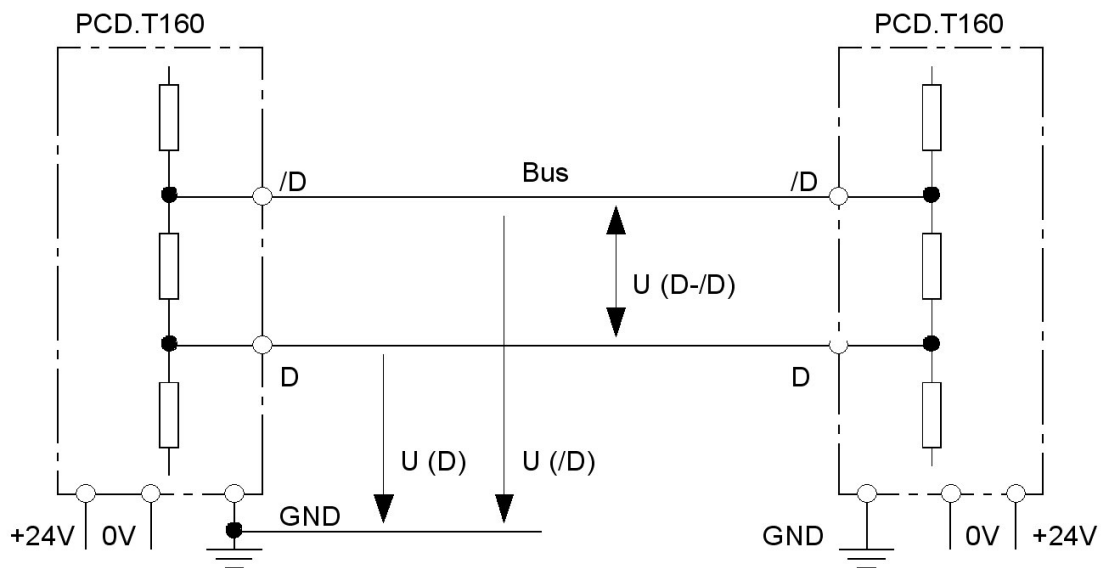 PCD.T160
PCD.T160
/D
Bus
/D
U (D-/D)
D
D
U (D)
U (/D)
GND
+24V
0V
GND
0V
+24V